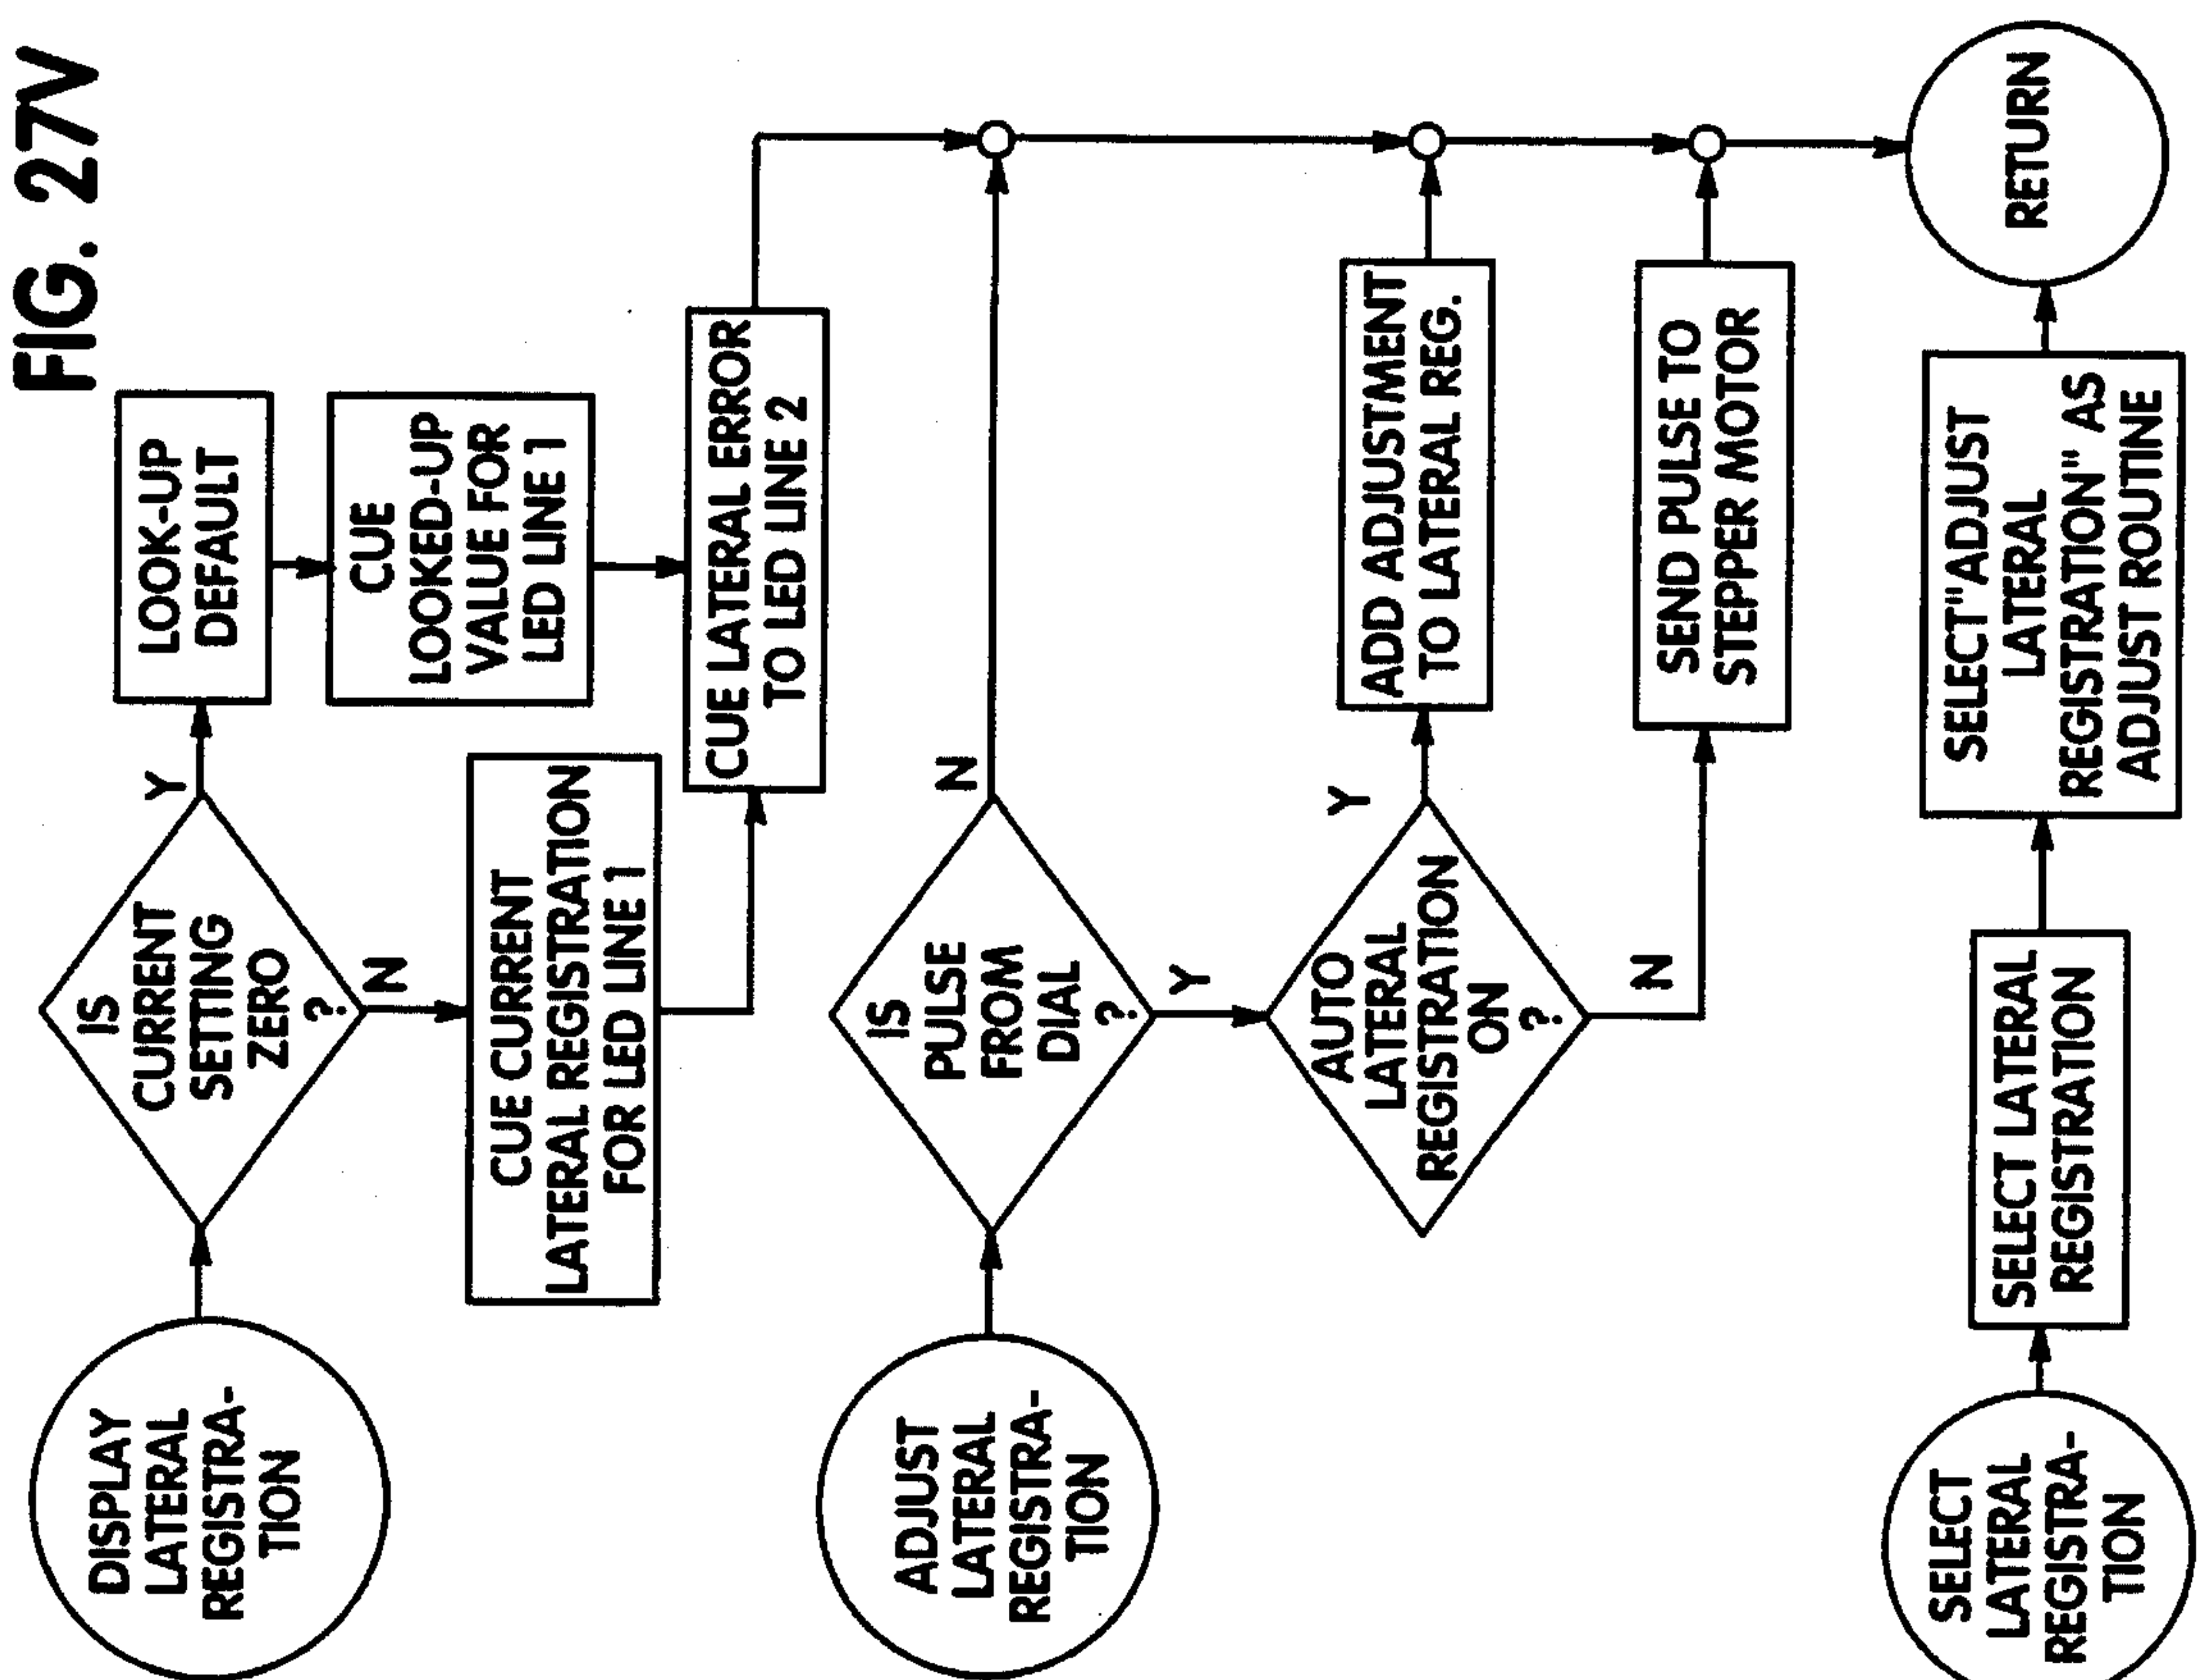 FIG. 27V
DISPLAY
LATERAL
REGISTRA-
TION
IS
CURRENT
SETTING
ZERO
?
Y
N
LOOK-UP
DEFAULT
CUE
LOOKED-UP
VALUE FOR
LED LINE 1
CUE CURRENT
LATERAL REGISTRATION
FOR LED LINE 1
CUE LATERAL ERROR
TO LED LINE 2
ADJUST
LATERAL
REGISTRA-
TION
IS
PULSE
FROM
DIAL
?
N
Y
AUTO
LATERAL
REGISTRATION
ON
?
Y
N
ADD ADJUSTMENT
TO LATERAL REG.
SEND PULSE TO
STEPPER MOTOR
SELECT
LATERAL
REGISTRA-
TION
SELECT LATERAL
REGISTRATION
SELECT"ADJUST
LATERAL
REGISTRATION" AS
ADJUST ROUTINE
RETURN